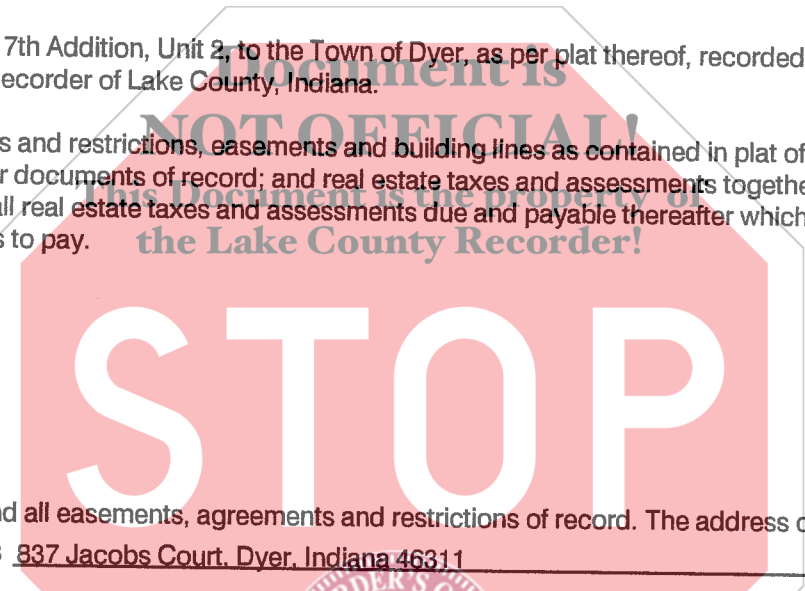 7th Addition, Unit 2, to the Town of Dyer, as per plat thereof, recorded
Document is
ecorder of Lake County, Indiana.
NOT OFFICIAL!
s and restrictions, easements and building lines as contained in plat of
r documents of record; and real estate taxes and assessments togethe
This Document is the property of
ll real estate taxes and assessments due and payable thereafter which
s to pay.
the Lake County Recorder!
STOP
d all easements, agreements and restrictions of record. The address o
s 837 Jacobs Court, Dyer, Indiana 46311
DER'S O